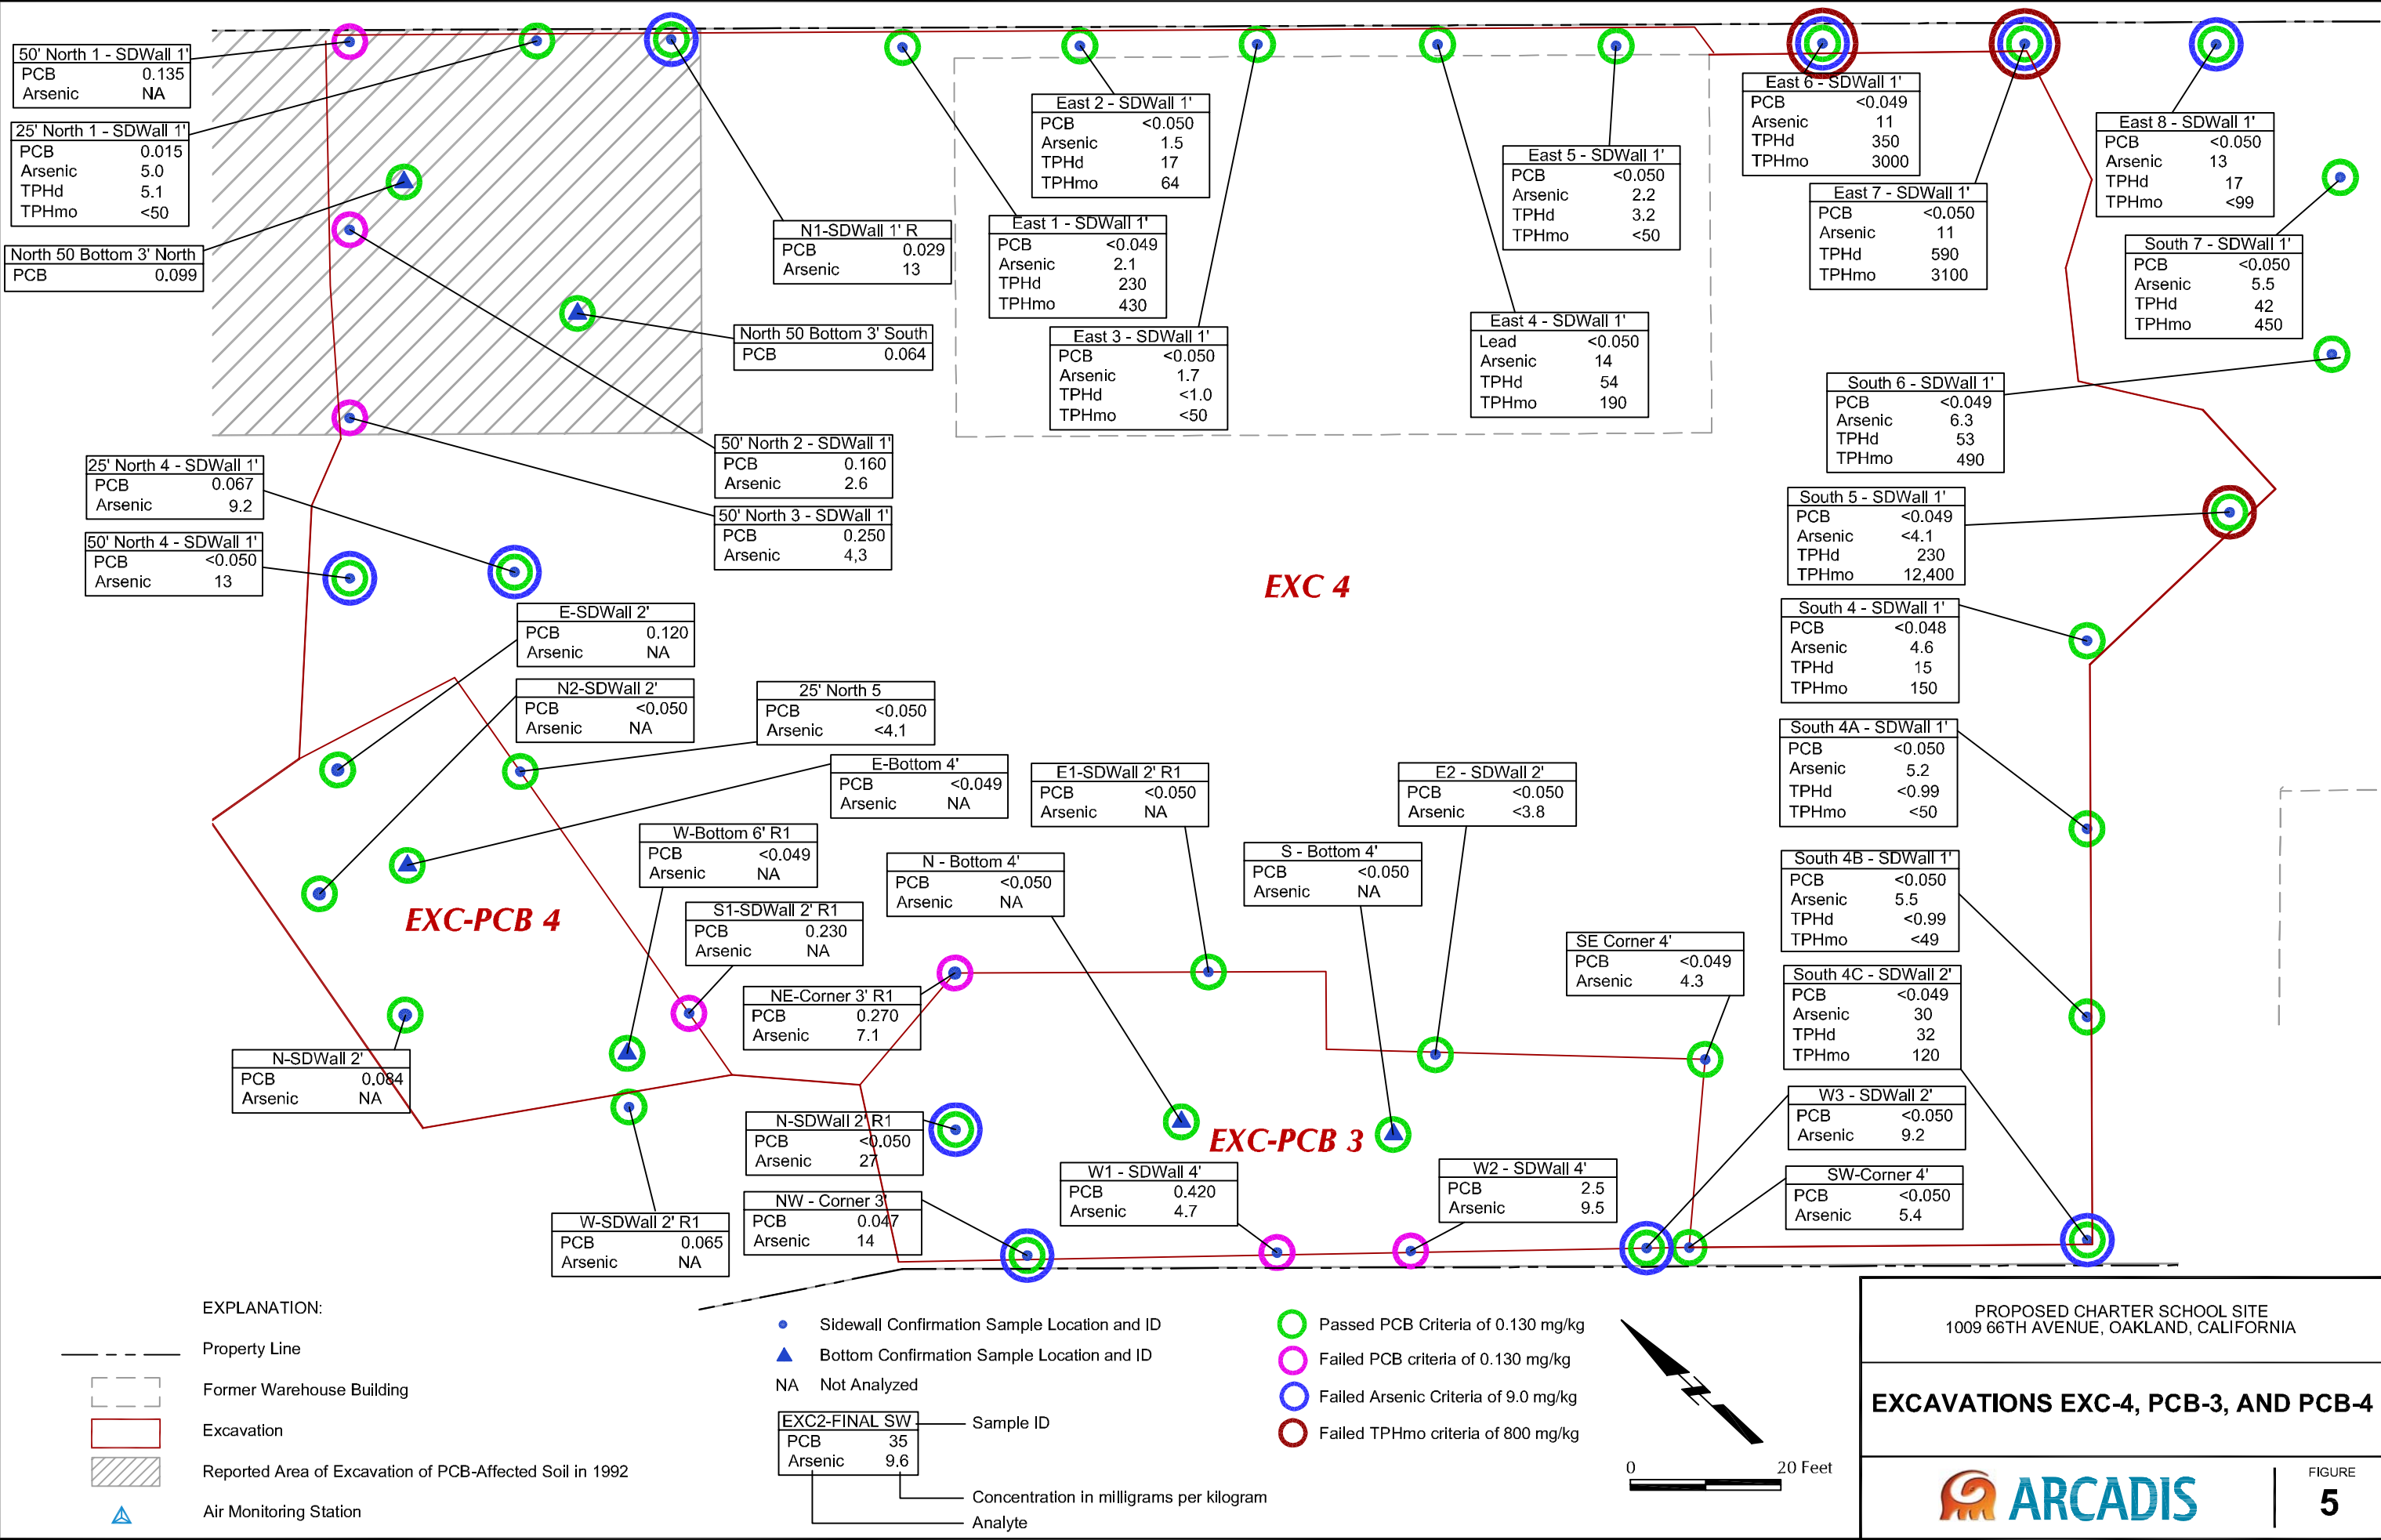 50' North 1 - SDWall 1'
PCB 0.135
Arsenic NA
25' North 1 - SDWall 1'
PCB 0.015
Arsenic 5.0
TPHd 5.1
TPHmo <50
North 50 Bottom 3' North
PCB 0.099
N1-SDWall 1' R
PCB 0.029
Arsenic 13
North 50 Bottom 3' South
PCB 0.064
East 2 - SDWall 1'
PCB <0.050
Arsenic 1.5
TPHd 17
TPHmo 64
East 1 - SDWall 1'
PCB <0.049
Arsenic 2.1
TPHd 230
TPHmo 430
East 3 - SDWall 1'
PCB <0.050
Arsenic 1.7
TPHd <1.0
TPHmo <50
East 5 - SDWall 1'
PCB <0.050
Arsenic 2.2
TPHd 3.2
TPHmo <50
East 4 - SDWall 1'
Lead <0.050
Arsenic 14
TPHd 54
TPHmo 190
East 6 - SDWall 1'
PCB <0.049
Arsenic 11
TPHd 350
TPHmo 3000
East 7 - SDWall 1'
PCB <0.050
Arsenic 11
TPHd 590
TPHmo 3100
East 8 - SDWall 1'
PCB <0.050
Arsenic 13
TPHd 17
TPHmo <99
South 7 - SDWall 1'
PCB <0.050
Arsenic 5.5
TPHd 42
TPHmo 450
South 6 - SDWall 1'
PCB <0.049
Arsenic 6.3
TPHd 53
TPHmo 490
50' North 2 - SDWall 1'
PCB 0.160
Arsenic 2.6
50' North 3 - SDWall 1'
PCB 0.250
Arsenic 4,3
25' North 4 - SDWall 1'
PCB 0.067
Arsenic 9.2
50' North 4 - SDWall 1'
PCB <0.050
Arsenic 13
EXC 4
South 5 - SDWall 1'
PCB <0.049
Arsenic <4.1
TPHd 230
TPHmo 12,400
South 4 - SDWall 1'
PCB <0.048
Arsenic 4.6
TPHd 15
TPHmo 150
E-SDWall 2'
PCB 0.120
Arsenic NA
N2-SDWall 2'
PCB <0.050
Arsenic NA
25' North 5
PCB <0.050
Arsenic <4.1
E-Bottom 4'
PCB <0.049
Arsenic NA
E1-SDWall 2' R1
PCB <0.050
Arsenic NA
E2 - SDWall 2'
PCB <0.050
Arsenic <3.8
South 4A - SDWall 1'
PCB <0.050
Arsenic 5.2
TPHd <0.99
TPHmo <50
W-Bottom 6' R1
PCB <0.049
Arsenic NA
N - Bottom 4'
PCB <0.050
Arsenic NA
S - Bottom 4'
PCB <0.050
Arsenic NA
South 4B - SDWall 1'
PCB <0.050
Arsenic 5.5
TPHd <0.99
TPHmo <49
EXC-PCB 4
S1-SDWall 2' R1
PCB 0.230
Arsenic NA
SE Corner 4'
PCB <0.049
Arsenic 4.3
NE-Corner 3' R1
PCB 0.270
Arsenic 7.1
South 4C - SDWall 2'
PCB <0.049
Arsenic 30
TPHd 32
TPHmo 120
N-SDWall 2'
PCB 0.084
Arsenic NA
N-SDWall 2' R1
PCB <0.050
Arsenic 27
EXC-PCB 3
W3 - SDWall 2'
PCB <0.050
Arsenic 9.2
W1 - SDWall 4'
PCB 0.420
Arsenic 4.7
W2 - SDWall 4'
PCB 2.5
Arsenic 9.5
SW-Corner 4'
PCB <0.050
Arsenic 5.4
NW - Corner 3'
PCB 0.047
Arsenic 14
W-SDWall 2' R1
PCB 0.065
Arsenic NA
EXPLANATION:
Property Line
Former Warehouse Building
Excavation
Reported Area of Excavation of PCB-Affected Soil in 1992
Air Monitoring Station
Sidewall Confirmation Sample Location and ID
Bottom Confirmation Sample Location and ID
NA Not Analyzed
EXC2-FINAL SW Sample ID
PCB 35
Arsenic 9.6
Concentration in milligrams per kilogram
Analyte
Passed PCB Criteria of 0.130 mg/kg
Failed PCB criteria of 0.130 mg/kg
Failed Arsenic Criteria of 9.0 mg/kg
Failed TPHmo criteria of 800 mg/kg
0 20 Feet
PROPOSED CHARTER SCHOOL SITE
1009 66TH AVENUE, OAKLAND, CALIFORNIA
EXCAVATIONS EXC-4, PCB-3, AND PCB-4
ARCADIS
FIGURE
5